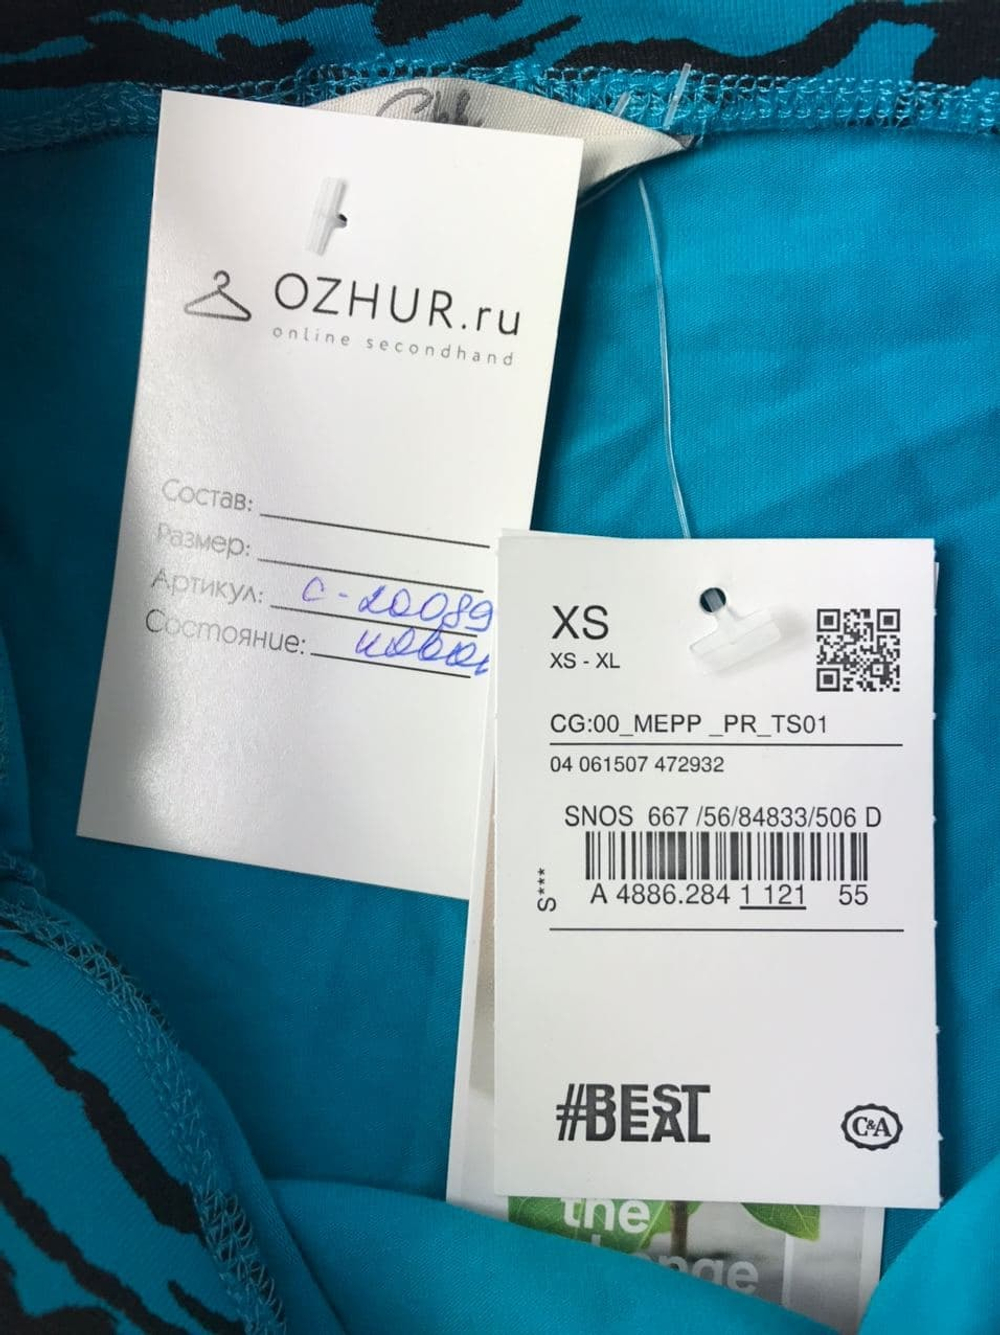 OZHUR.ru
online secondhand
Состав:
Размер:
Артикул: С-20089
Состояние:
XS
XS - XL
CG:00_MEPP _PR_TS01
04 061507 472932
SNOS 667 /56/84833/506 D
S***
A 4886.284 1 121 55
#BEST
DEAL
C&A
the